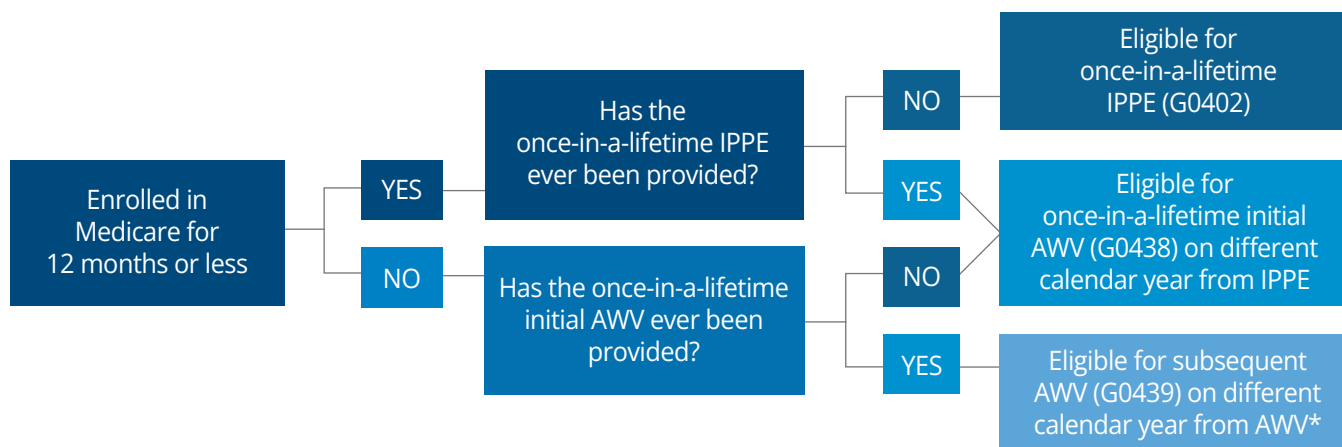 Enrolled in
Medicare for
12 months or less
YES
NO
Has the
once-in-a-lifetime IPPE
ever been provided?
Has the once-in-a-lifetime
initial AWV ever been
provided?
NO
YES
NO
YES
Eligible for
once-in-a-lifetime
IPPE (G0402)
Eligible for
once-in-a-lifetime initial
AWV (G0438) on different
calendar year from IPPE
Eligible for subsequent
AWV (G0439) on different
calendar year from AWV*